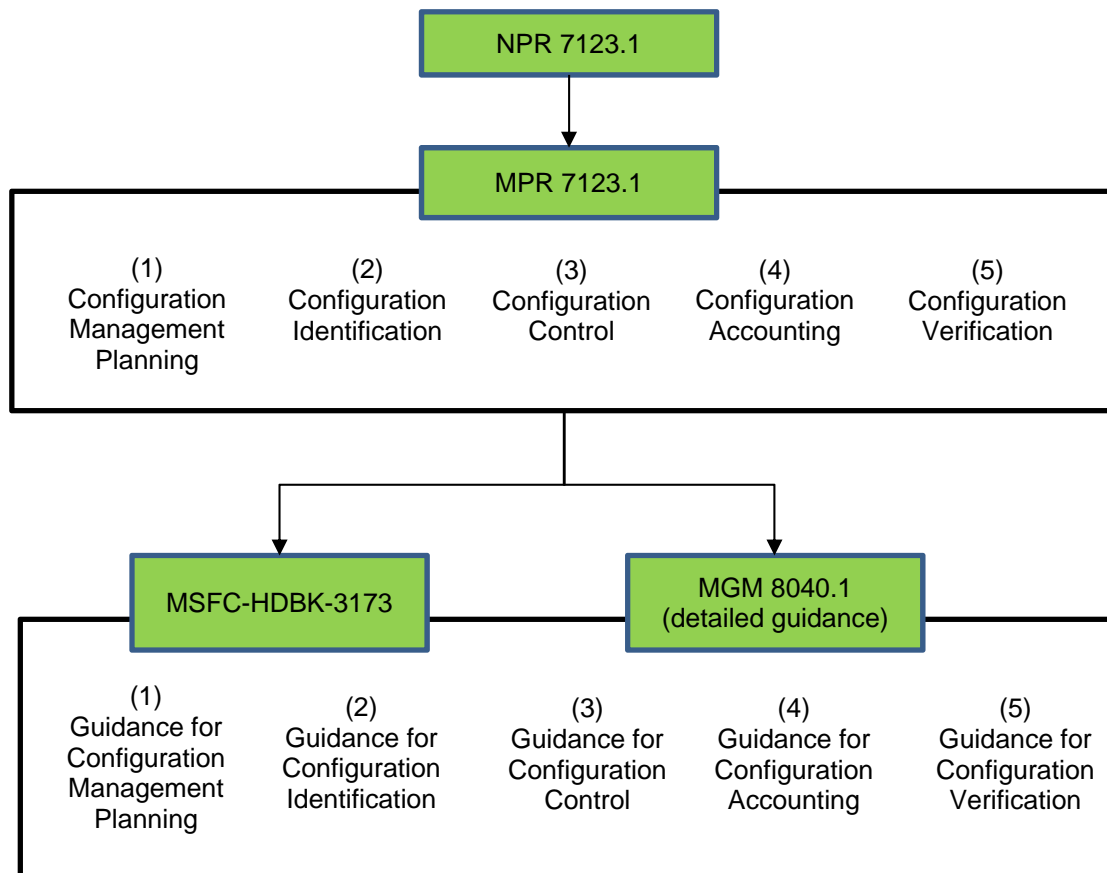 NPR 7123.1
MPR 7123.1
(1)
Configuration
Management
Planning
(2)
Configuration
Identification
(3)
Configuration
Control
(4)
Configuration
Accounting
(5)
Configuration
Verification
MSFC-HDBK-3173
MGM 8040.1
(detailed guidance)
(1)
Guidance for
Configuration
Management
Planning
(2)
Guidance for
Configuration
Identification
(3)
Guidance for
Configuration
Control
(4)
Guidance for
Configuration
Accounting
(5)
Guidance for
Configuration
Verification